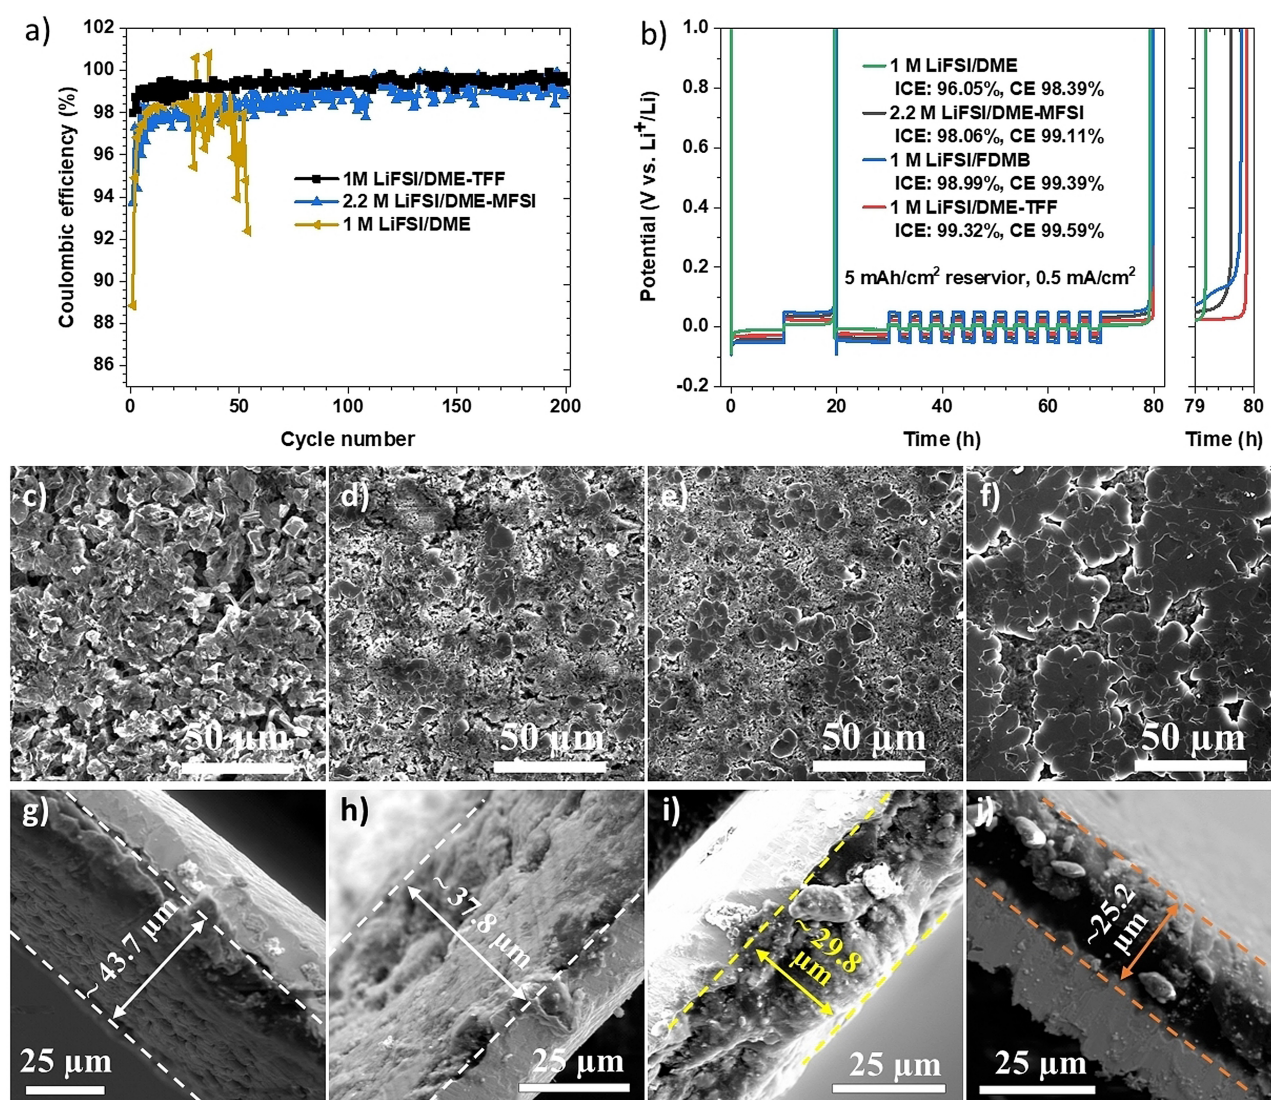 a)
102
100
98
96
94
92
90
88
86
Coulombic efficiency (%)
1M LiFSI/DME-TFF
2.2 M LiFSI/DME-MFSI
1 M LiFSI/DME
0
50
100
150
200
Cycle number
b)
1.0
0.8
0.6
0.4
0.2
0.0
-0.2
Potential (V vs. Li⁺/Li)
1 M LiFSI/DME
ICE: 96.05%, CE 98.39%
2.2 M LiFSI/DME-MFSI
ICE: 98.06%, CE 99.11%
1 M LiFSI/FDMB
ICE: 98.99%, CE 99.39%
1 M LiFSI/DME-TFF
ICE: 99.32%, CE 99.59%
5 mAh/cm² reservior, 0.5 mA/cm²
0
20
40
60
80
Time (h)
79
80
Time (h)
c)
50 µm
d)
50 µm
e)
50 µm
f)
50 µm
g)
~ 43.7 µm
25 µm
h)
~37.8 µm
25 µm
i)
~29.8
µm
25 µm
j)
~25.2
µm
25 µm